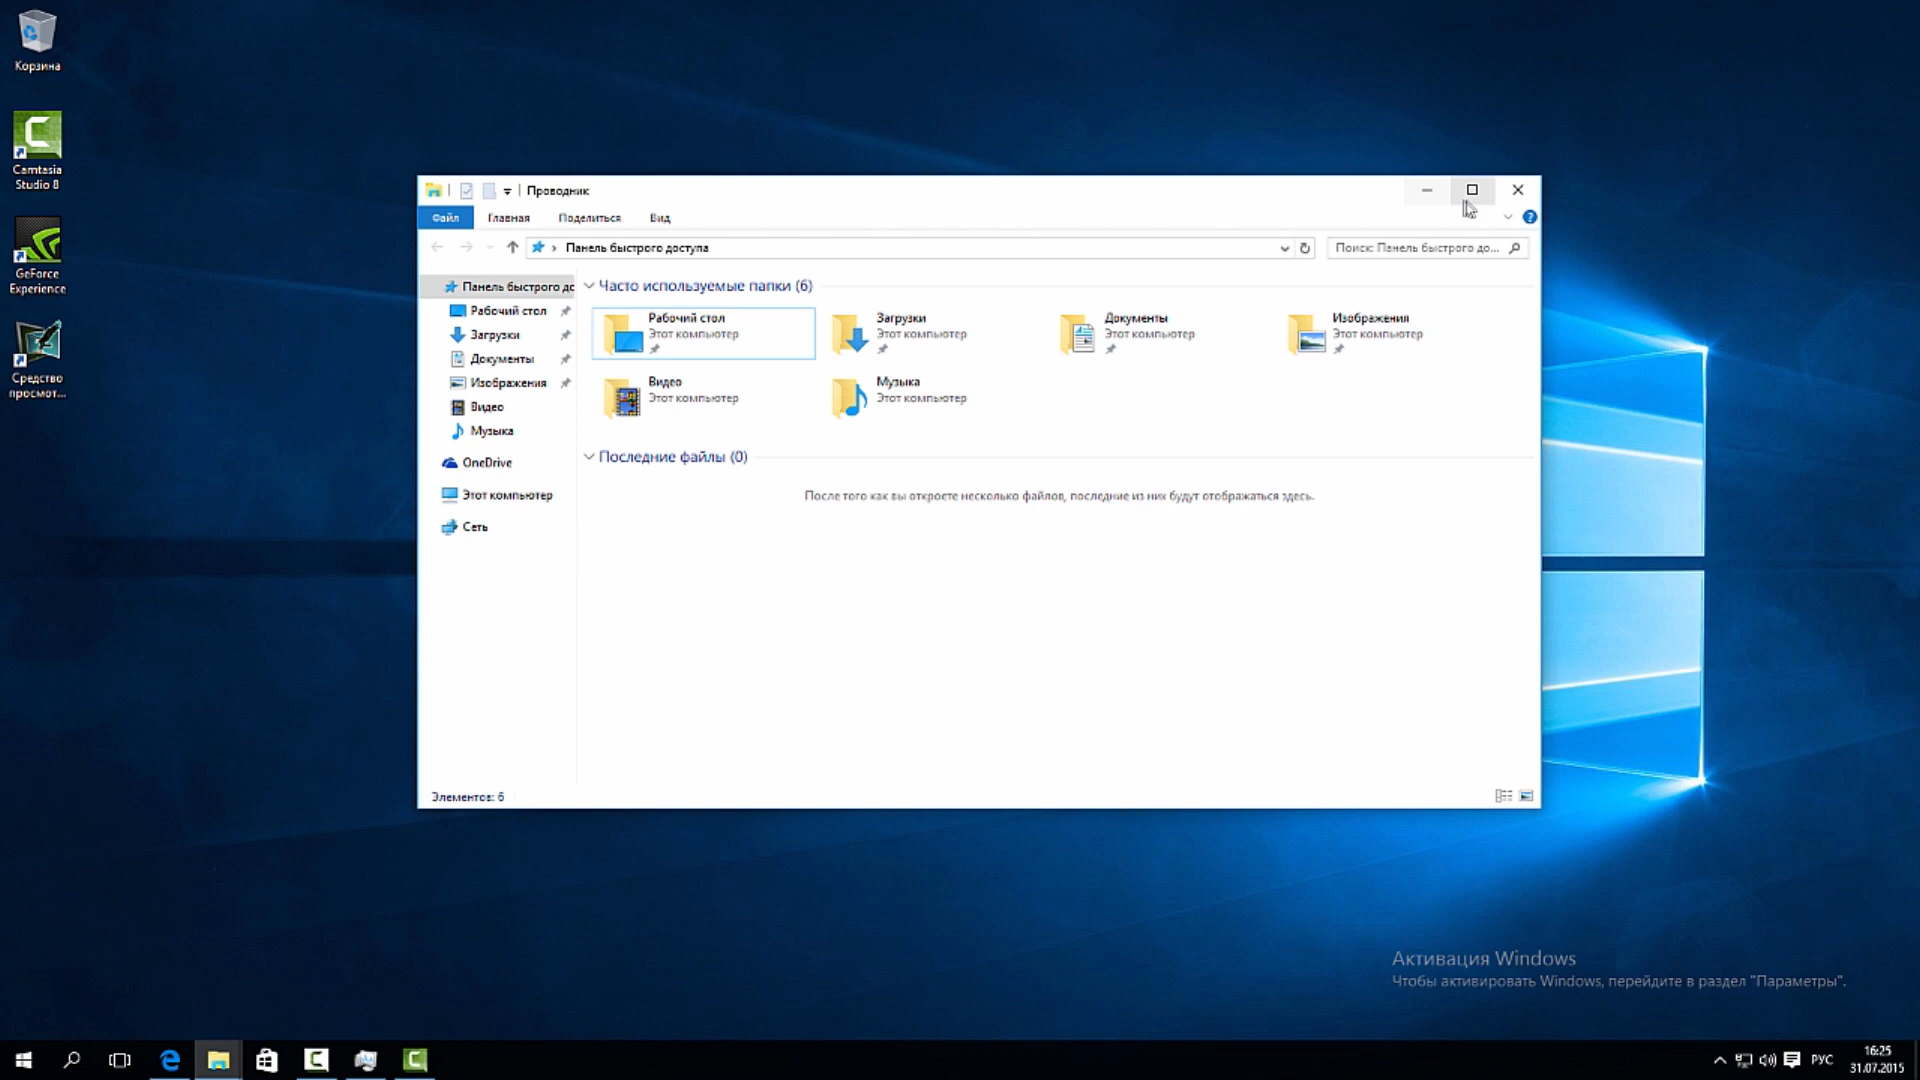 Корзина
Camtasia
Studio 8
GeForce
Experience
Средство
просмот...
Проводник
Файл
Главная
Поделиться
Вид
Панель быстрого доступа
Поиск: Панель быстрого до...
Панель быстрого дс
Рабочий стол
Загрузки
Документы
Изображения
Видео
Музыка
OneDrive
Этот компьютер
Сеть
Часто используемые папки (6)
Рабочий стол
Этот компьютер
Загрузки
Этот компьютер
Документы
Этот компьютер
Изображения
Этот компьютер
Видео
Этот компьютер
Музыка
Этот компьютер
Последние файлы (0)
После того как вы откроете несколько файлов, последние из них будут отображаться здесь.
Элементов: 6
Активация Windows
Чтобы активировать Windows, перейдите в раздел "Параметры".
РУС
16:25
31.07.2015